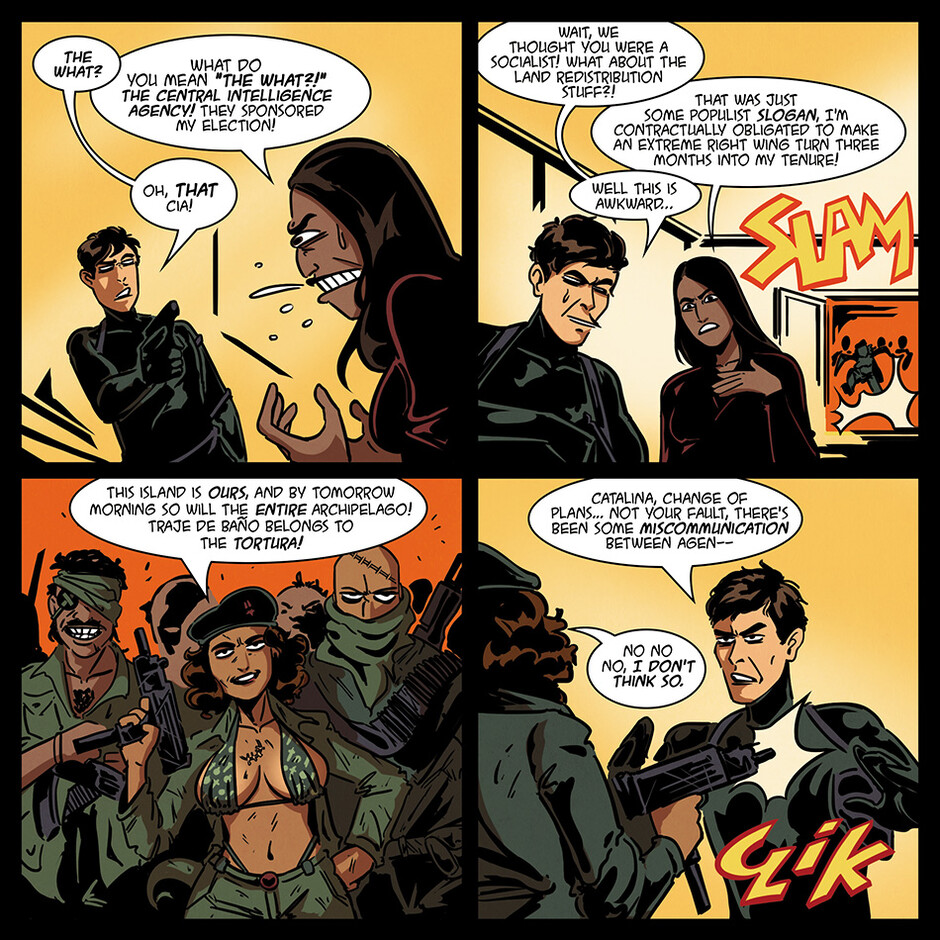 THE
WHAT?
WHAT DO
YOU MEAN "THE WHAT?!"
THE CENTRAL INTELLIGENCE
AGENCY! THEY SPONSORED
MY ELECTION!
OH, THAT
CIA!
WAIT, WE
THOUGHT YOU WERE A
SOCIALIST! WHAT ABOUT THE
LAND REDISTRIBUTION
STUFF?!
THAT WAS JUST
SOME POPULIST SLOGAN, I'M
CONTRACTUALLY OBLIGATED TO MAKE
AN EXTREME RIGHT WING TURN THREE
MONTHS INTO MY TENURE!
WELL THIS IS
AWKWARD...
SLAM
THIS ISLAND IS OURS, AND BY TOMORROW
MORNING SO WILL THE ENTIRE ARCHIPELAGO!
TRAJE DE BAÑO BELONGS TO
THE TORTURA!
CATALINA, CHANGE OF
PLANS... NOT YOUR FAULT, THERE'S
BEEN SOME MISCOMMUNICATION
BETWEEN AGEN--
NO NO
NO, I DON'T
THINK SO.
CLIK